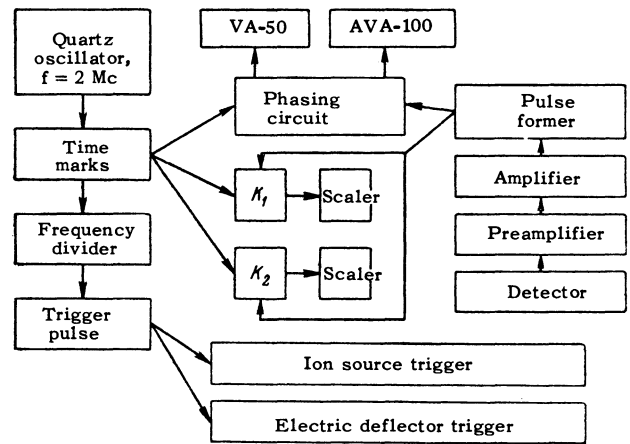 VA-50
AVA-100
Quartz
oscillator,
f = 2 Mc
Phasing
circuit
Pulse
former
Time
marks
Amplifier
K₁
Scaler
Frequency
divider
Preamplifier
K₂
Scaler
Detector
Trigger
pulse
Ion source trigger
Electric deflector trigger